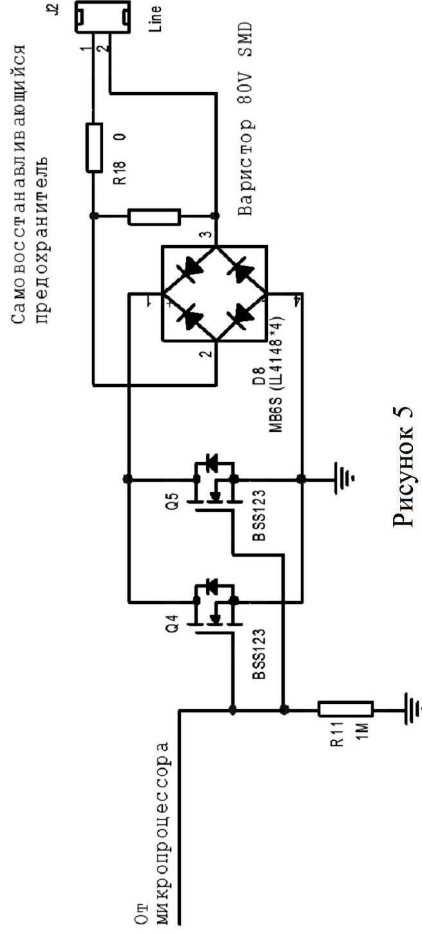 Самовосстанавливающийся
предохранитель
J2
Line
1
2
R18
0
Варистор 80V SMD
1
+
2
3
4
D8
MB6S (LL4148*4)
Q5
BSS123
Q4
BSS123
От
микропроцессора
R11
1M
Рисунок 5